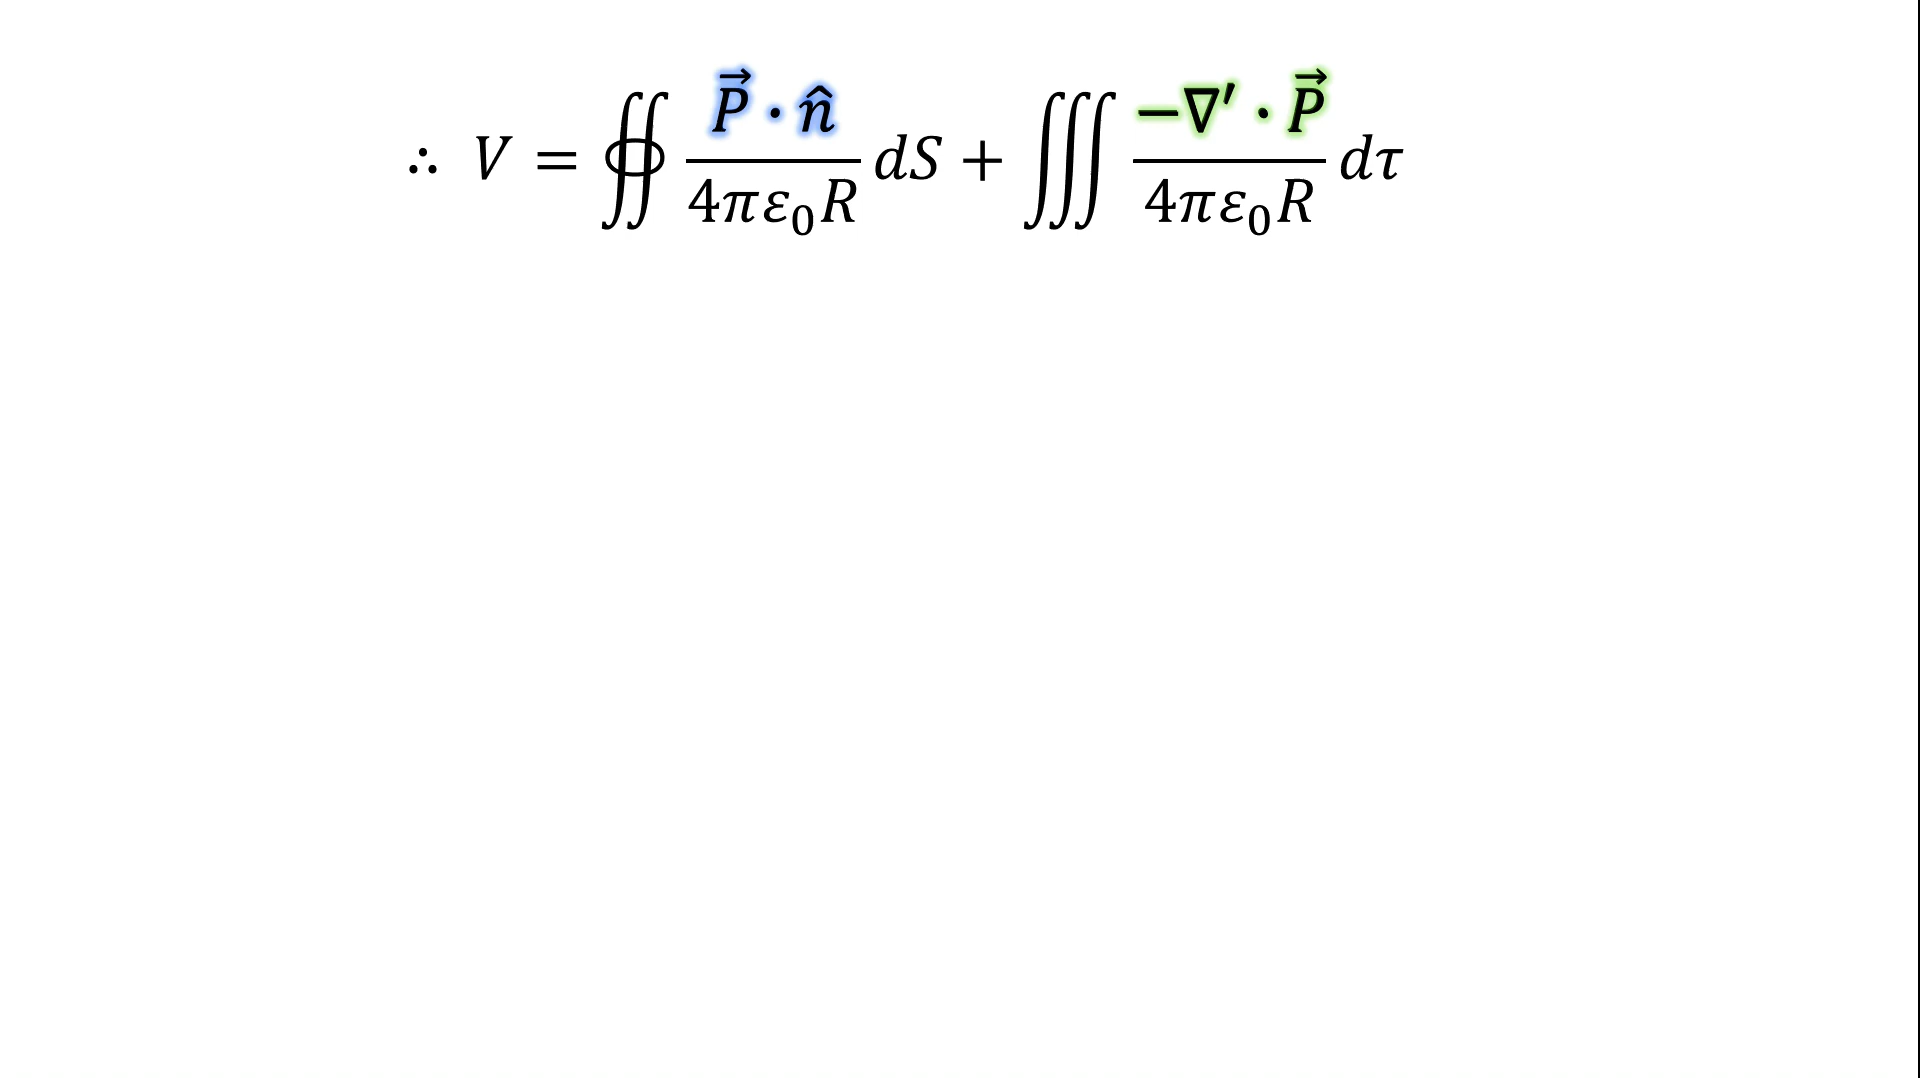 ∴ V = ∯ (P⃗ · n̂)/(4πε₀R) dS + ∭ (−∇′ · P⃗)/(4πε₀R) dτ